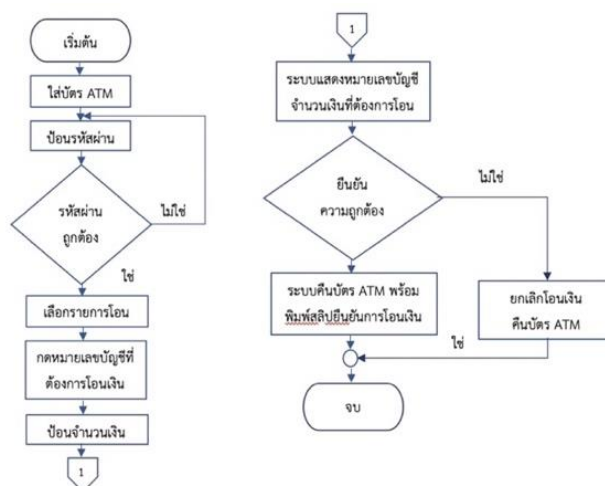 เริ่มต้น
ใส่บัตร ATM
ป้อนรหัสผ่าน
รหัสผ่าน
ถูกต้อง
ไม่ใช่
ใช่
เลือกรายการโอน
กดหมายเลขบัญชีที่
ต้องการโอนเงิน
ป้อนจำนวนเงิน
1
1
ระบบแสดงหมายเลขบัญชี
จำนวนเงินที่ต้องการโอน
ยืนยัน
ความถูกต้อง
ไม่ใช่
ระบบคืนบัตร ATM พร้อม
พิมพ์สลิปยืนยันการโอนเงิน
ยกเลิกโอนเงิน
คืนบัตร ATM
ใช่
จบ